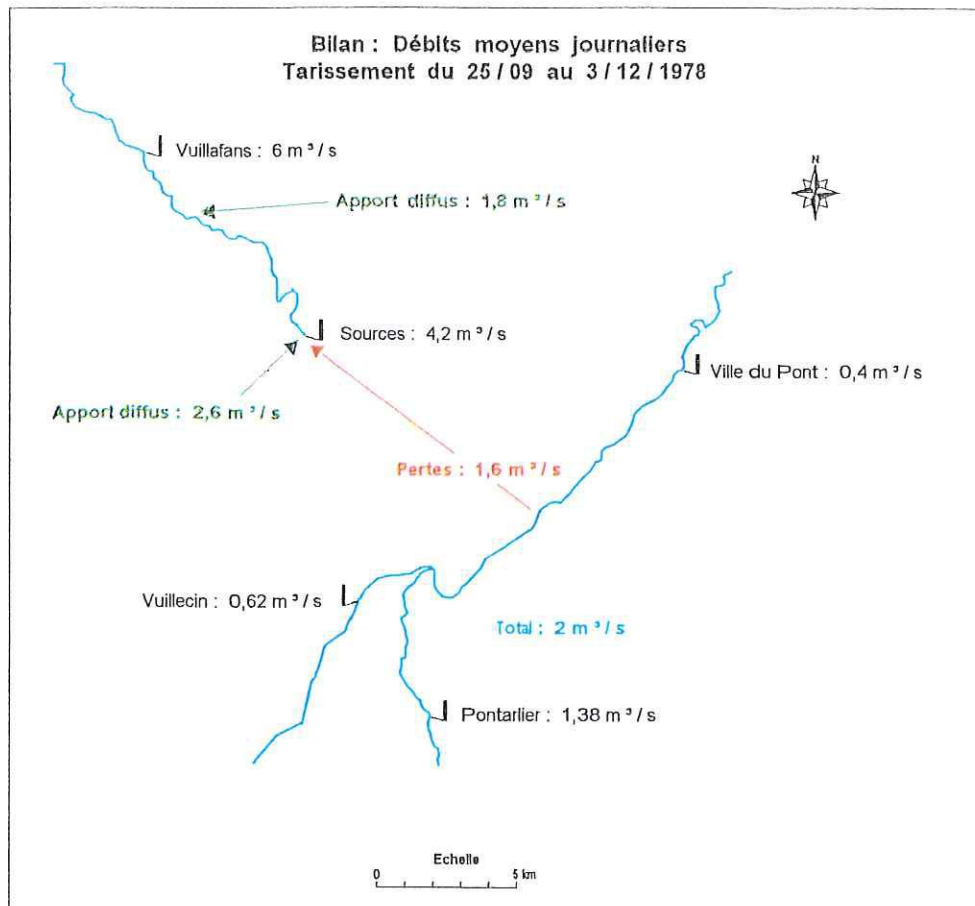 Bilan : Débits moyens journaliers
Tarissement du 25 / 09 au 3 / 12 / 1978
Vuillafans : 6 m³ / s
N
Apport diffus : 1,8 m³ / s
Sources : 4,2 m³ / s
Ville du Pont : 0,4 m³ / s
Apport diffus : 2,6 m³ / s
Pertes : 1,6 m³ / s
Vuillecin : 0,62 m³ / s
Total : 2 m³ / s
Pontarlier : 1,38 m³ / s
Echelle
0 5 km